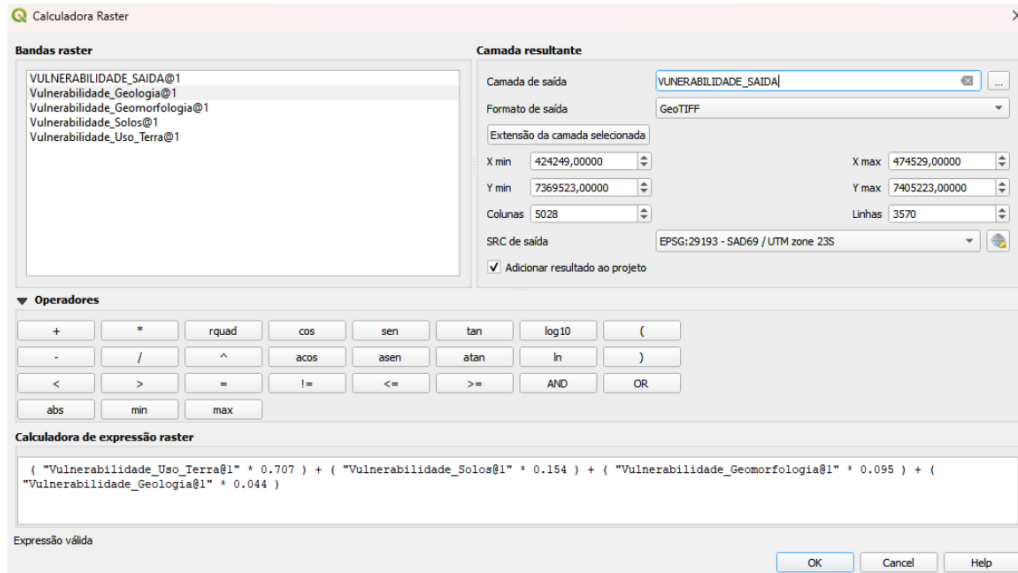 Calculadora Raster
Bandas raster
VULNERABILIDADE_SAIDA@1
Vulnerabilidade_Geologia@1
Vulnerabilidade_Geomorfologia@1
Vulnerabilidade_Solos@1
Vulnerabilidade_Uso_Terra@1
Camada resultante
Camada de saída VUNERABILIDADE_SAIDA ...
Formato de saída GeoTIFF
Extensão da camada selecionada
X min 424249,00000 X max 474529,00000
Y min 7369523,00000 Y max 7405223,00000
Colunas 5028 Linhas 3570
SRC de saída EPSG:29193 - SAD69 / UTM zone 23S
Adicionar resultado ao projeto
Operadores
+ * rquad cos sen tan log10 (
- / ^ acos asen atan ln )
< > = != <= >= AND OR
abs min max
Calculadora de expressão raster
( "Vulnerabilidade_Uso_Terra@1" * 0.707 ) + ( "Vulnerabilidade_Solos@1" * 0.154 ) + ( "Vulnerabilidade_Geomorfologia@1" * 0.095 ) + (
"Vulnerabilidade_Geologia@1" * 0.044 )
Expressão válida
OK Cancel Help